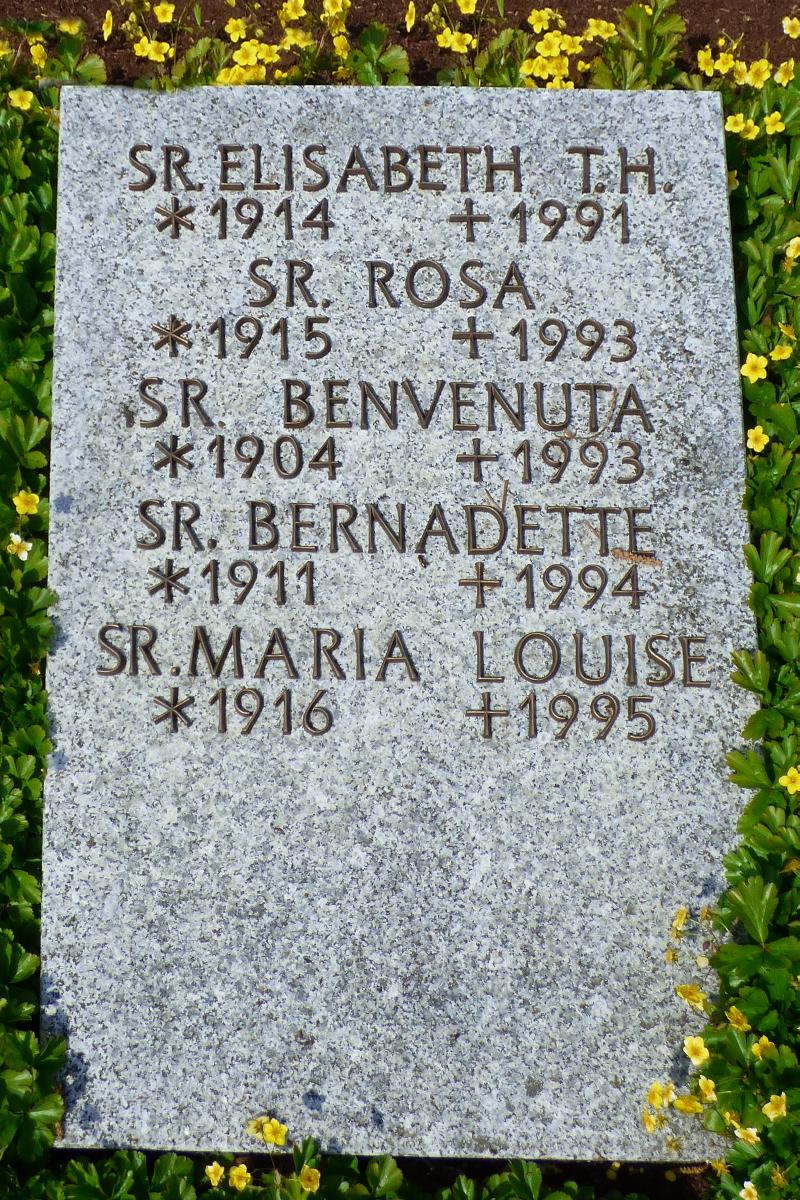 SR. ELISABETH T.H.
*1914 +1991
SR. ROSA
*1915 +1993
SR. BENVENUTA
*1904 +1993
SR. BERNADETTE
*1911 +1994
SR. MARIA LOUISE
*1916 +1995